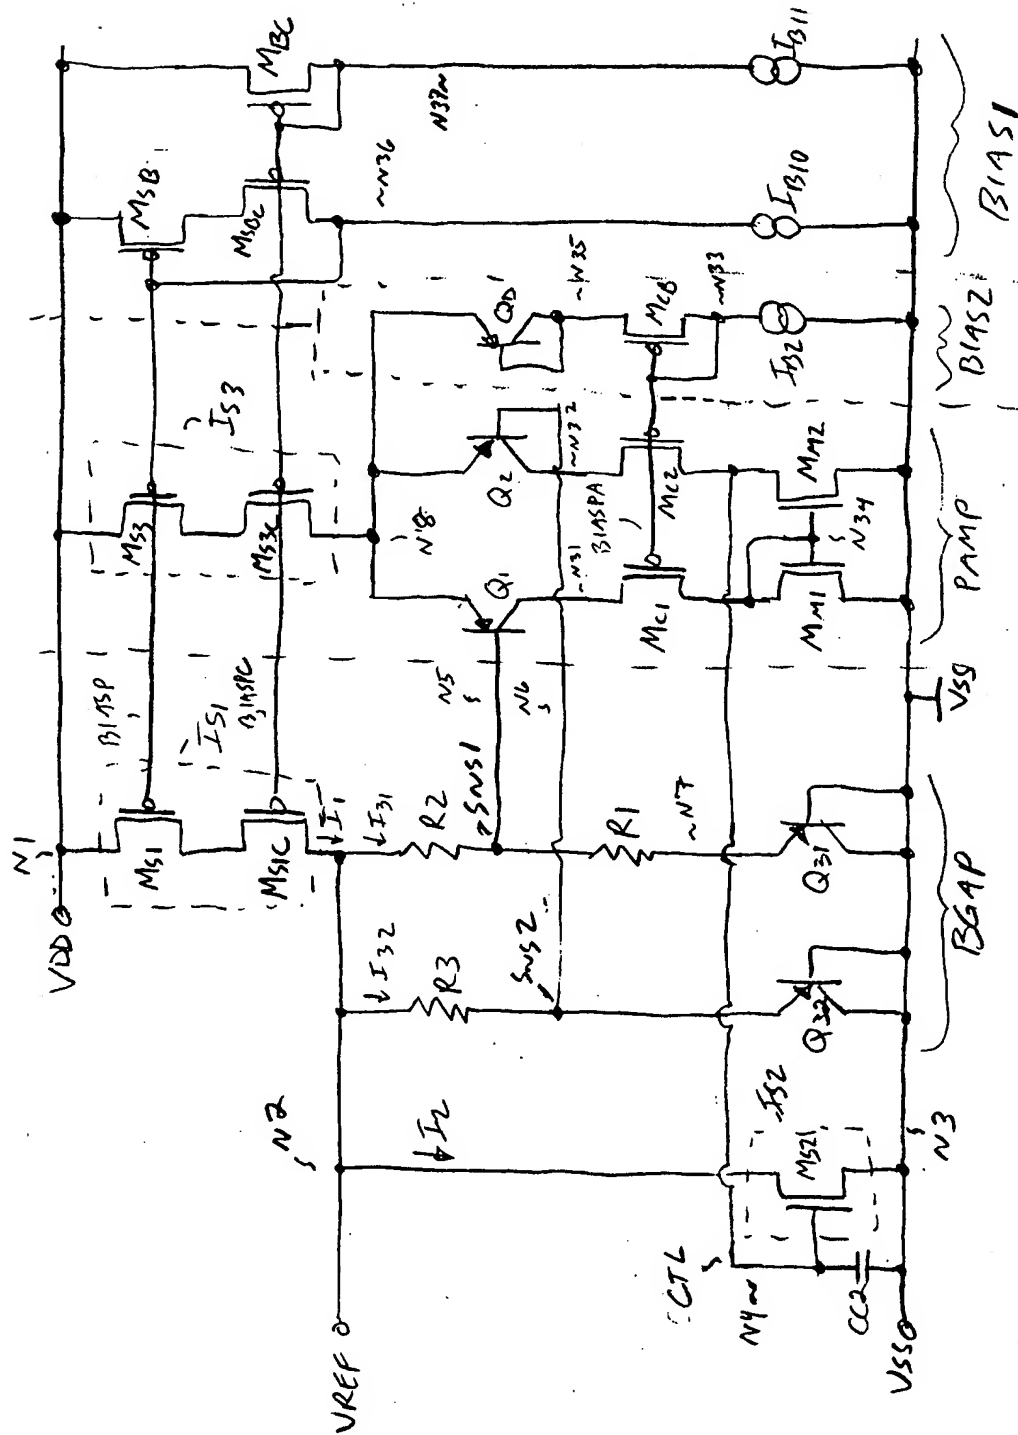 N1
VDD
BIASP
MS1
IS1
BIASPC
MS1C
I1
I31
R2
SNS1
N5
N6
R1
~N7
Q31
BGAP
VSS
N2
VREF
I2
I32
R3
SNS2
Q32
IS2
MS21
N3
CTL
N4~
CC2
VSS
MS3
IS3
MS3C
N8
Q1
Q2
~N31
~N32
BIASPA
MC1
MC2
MM1
MM2
N34
PAMP
QD1
~N35
MCB
~N33
IB2
BIAS2
MSB
MSBC
MBC
~N36
N37~
IB10
IB11
BIAS1